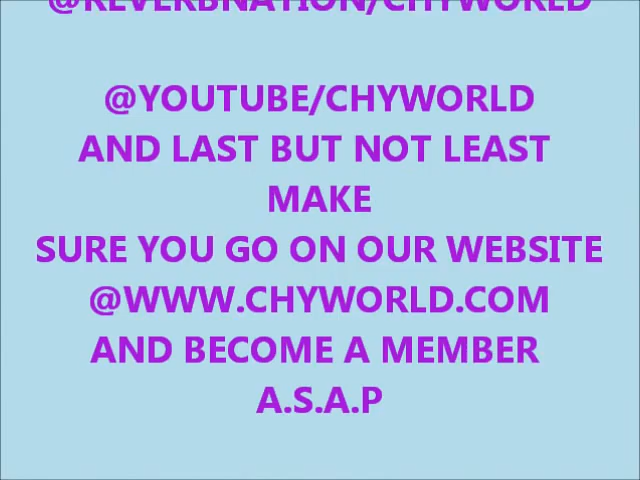 @REVERBNATION/CHYWORLD
@YOUTUBE/CHYWORLD
AND LAST BUT NOT LEAST
MAKE
SURE YOU GO ON OUR WEBSITE
@WWW.CHYWORLD.COM
AND BECOME A MEMBER
A.S.A.P